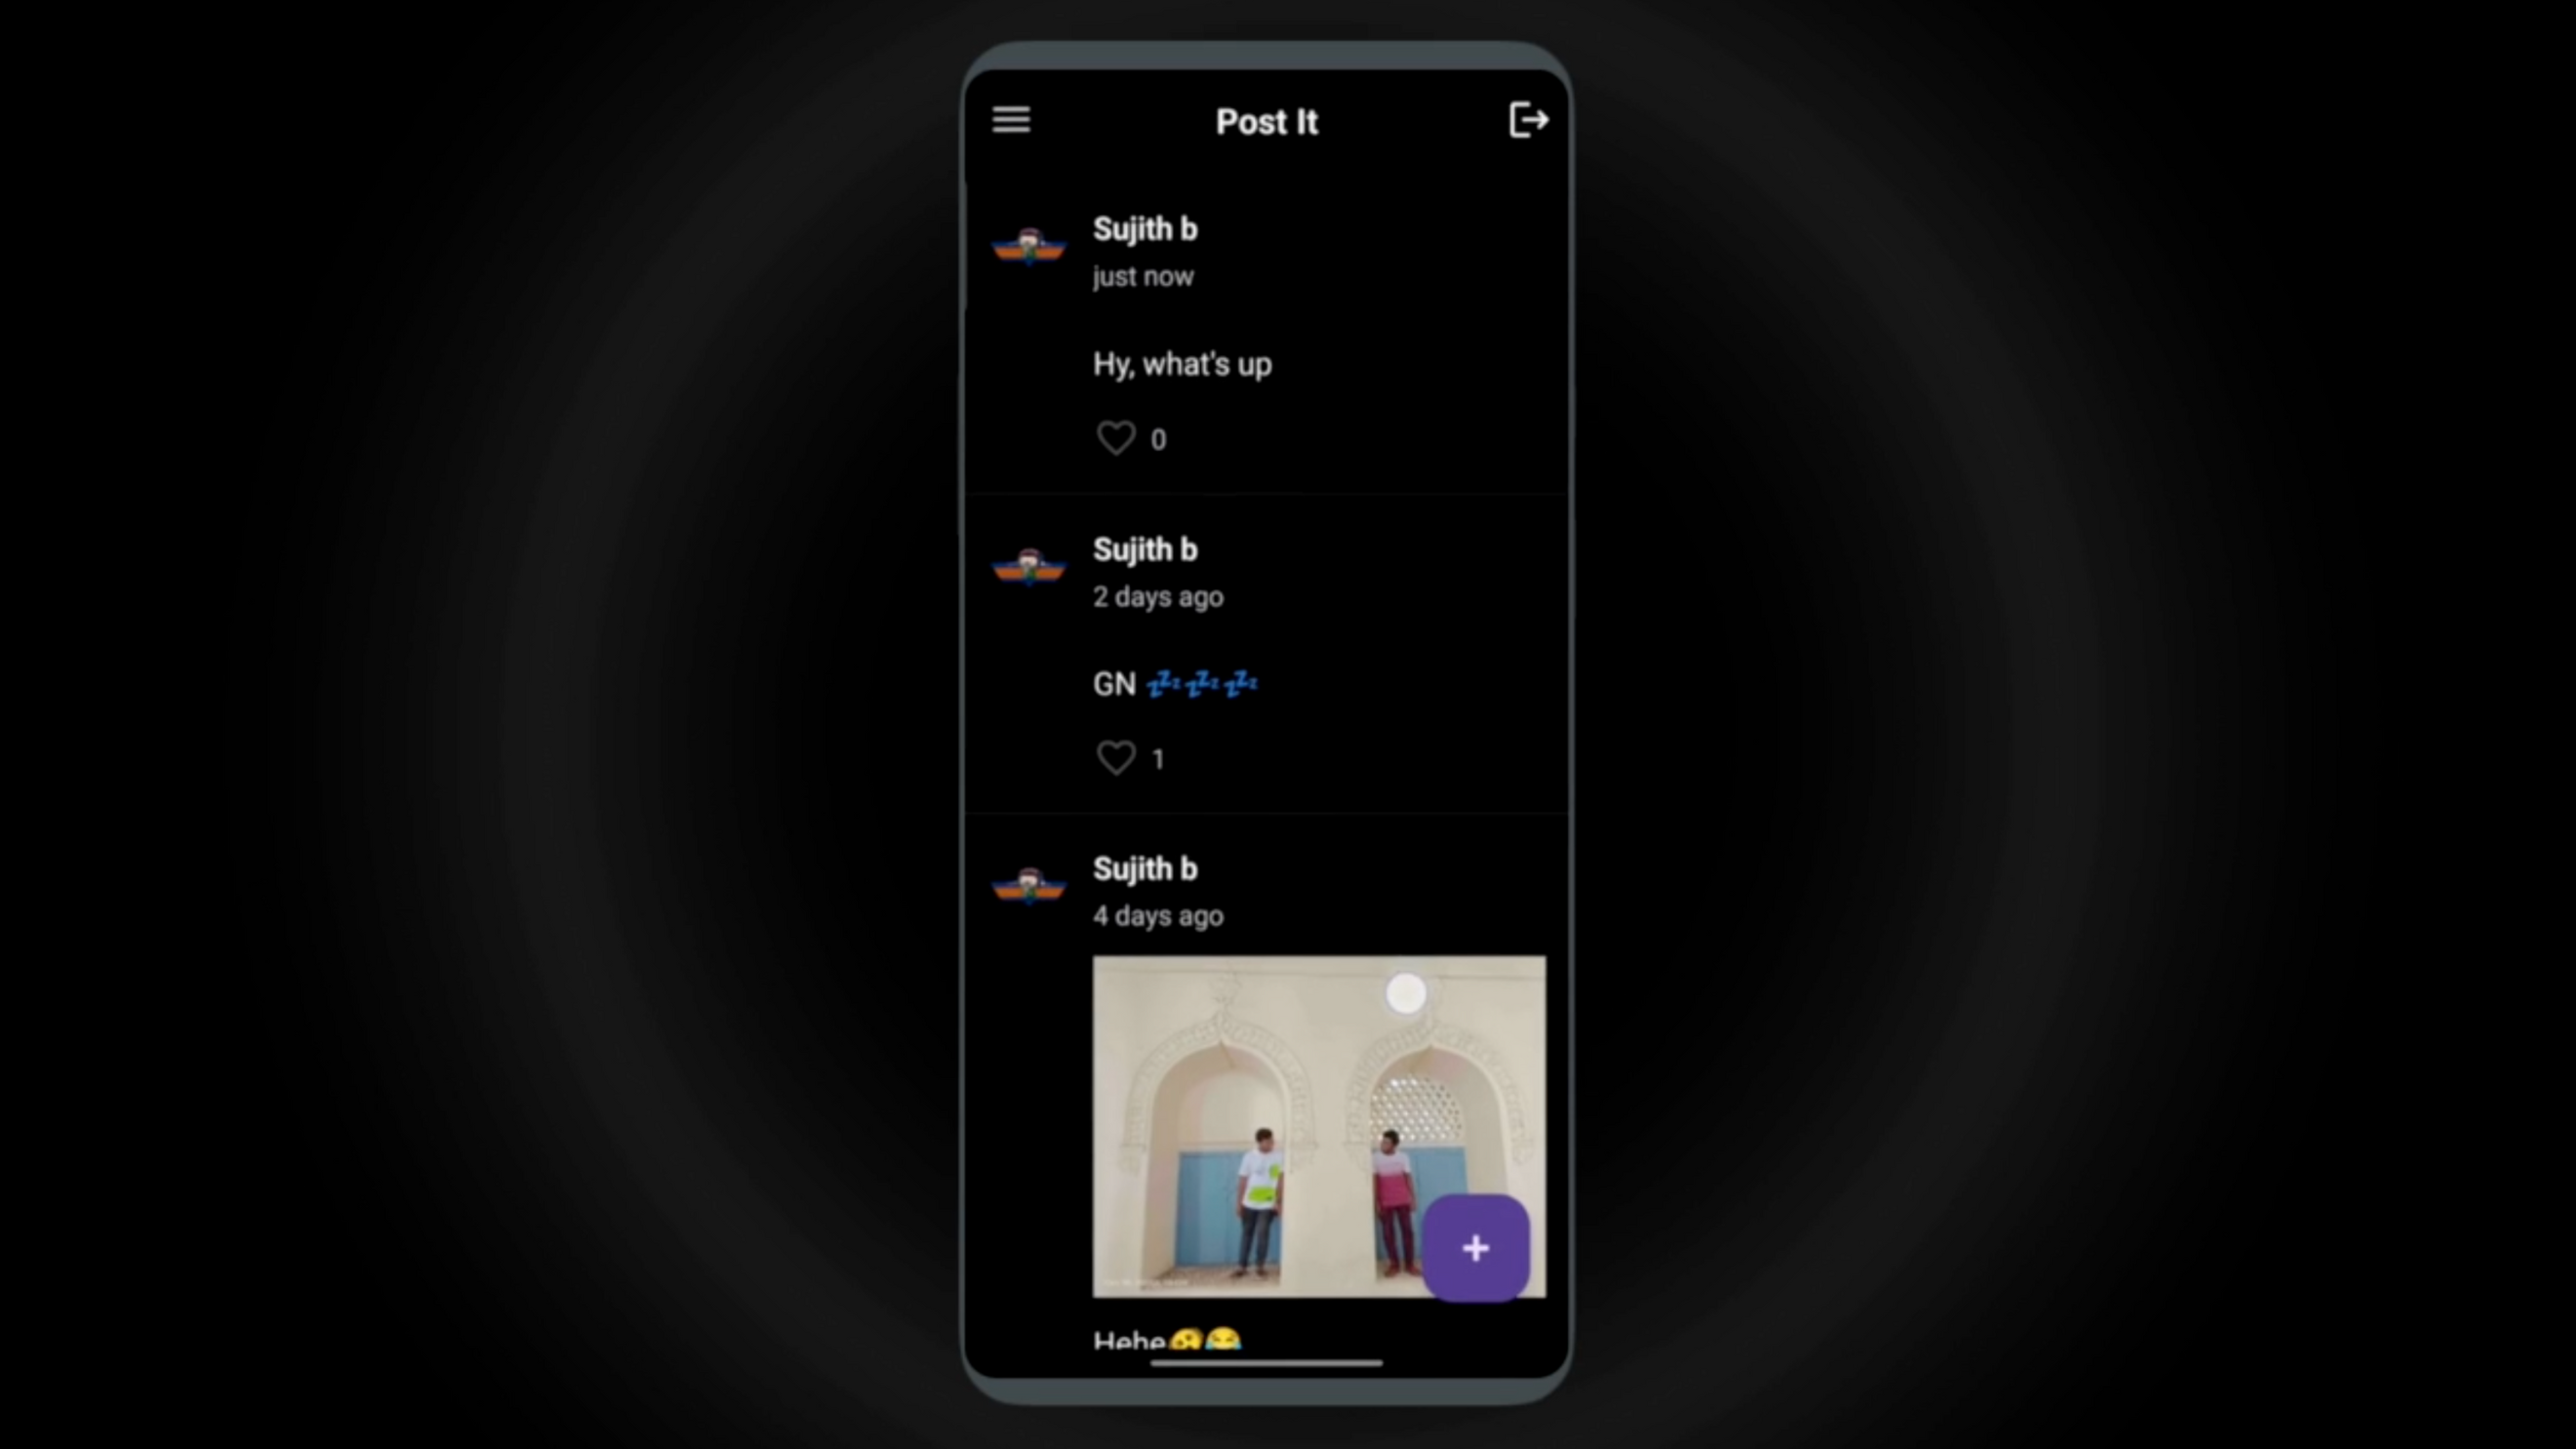 Post It
Sujith b
just now
Hy, what's up
0
Sujith b
2 days ago
GN 💤💤💤
1
Sujith b
4 days ago
Hehe🫢😂